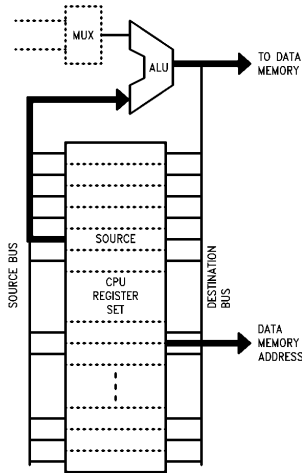 MUX
ALU
TO DATA
MEMORY
SOURCE
CPU
REGISTER
SET
SOURCE BUS
DESTINATION
BUS
DATA
MEMORY
ADDRESS